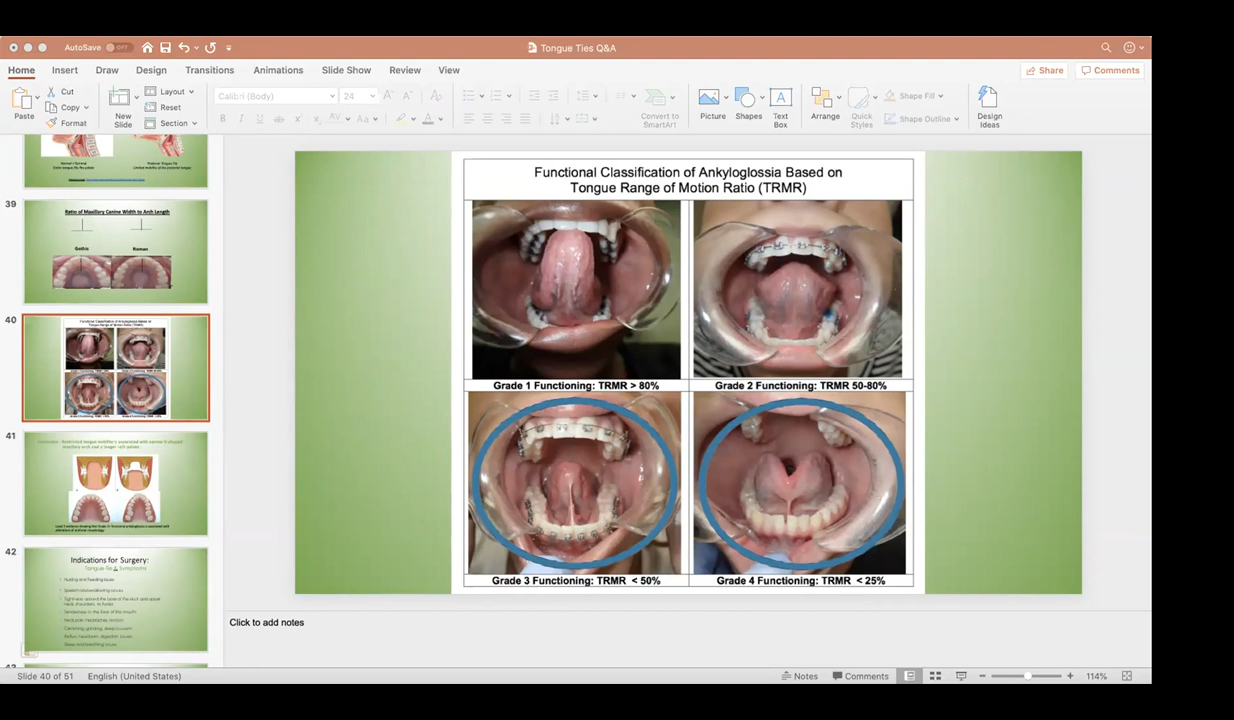 AutoSave OFF
Tongue Ties Q&A
Home Insert Draw Design Transitions Animations Slide Show Review View
Share Comments
Paste
Cut
Copy
Format
New Slide
Layout
Reset
Section
Calibri (Body) 24
Convert to SmartArt
Picture
Shapes
Text Box
Arrange
Quick Styles
Shape Fill
Shape Outline
Design Ideas
39
Ratio of Maxillary Canine Width to Arch Length
Gothic Roman
40
41
42
Indications for Surgery:
Functional Classification of Ankyloglossia Based on
Tongue Range of Motion Ratio (TRMR)
Grade 1 Functioning: TRMR > 80%
Grade 2 Functioning: TRMR 50-80%
Grade 3 Functioning: TRMR < 50%
Grade 4 Functioning: TRMR < 25%
Click to add notes
Slide 40 of 51 English (United States)
Notes Comments 114%